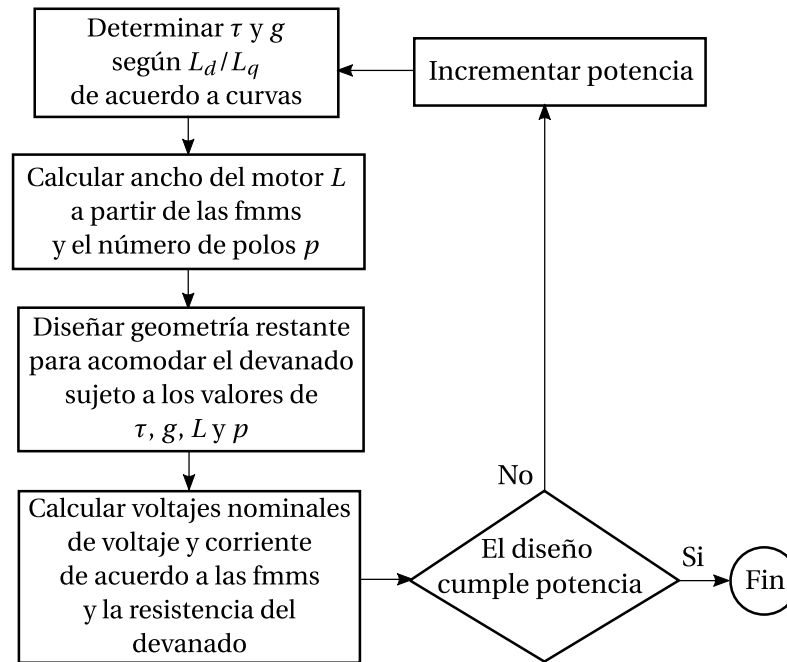 Determinar τ y g
según L_d/L_q
de acuerdo a curvas
Incrementar potencia
Calcular ancho del motor L
a partir de las fmms
y el número de polos p
Diseñar geometría restante
para acomodar el devanado
sujeto a los valores de
τ, g, L y p
Calcular voltajes nominales
de voltaje y corriente
de acuerdo a las fmms
y la resistencia del
devanado
El diseño
cumple potencia
No
Si
Fin